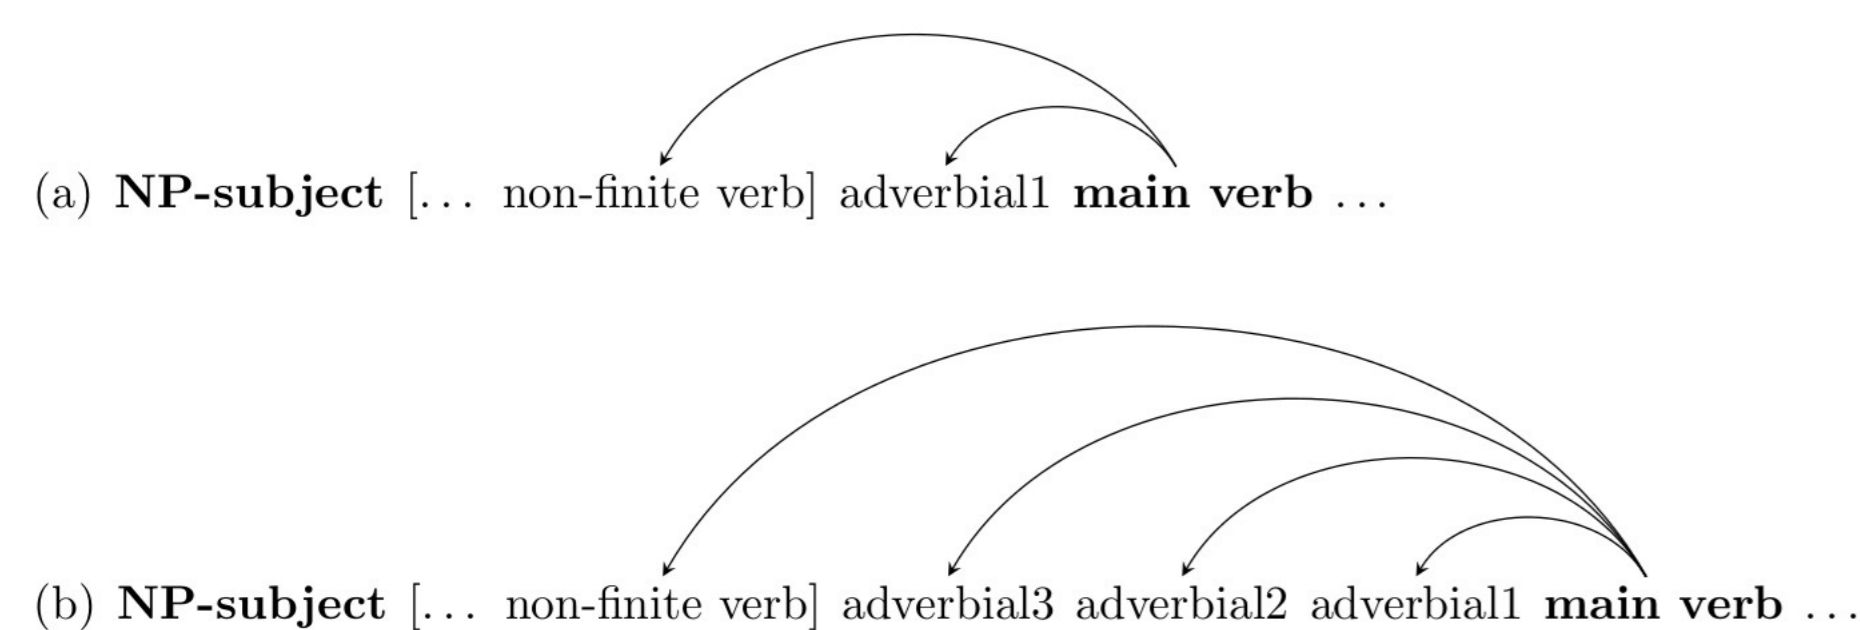 (a) NP-subject [... non-finite verb] adverbial1 main verb ...
(b) NP-subject [... non-finite verb] adverbial3 adverbial2 adverbial1 main verb ...